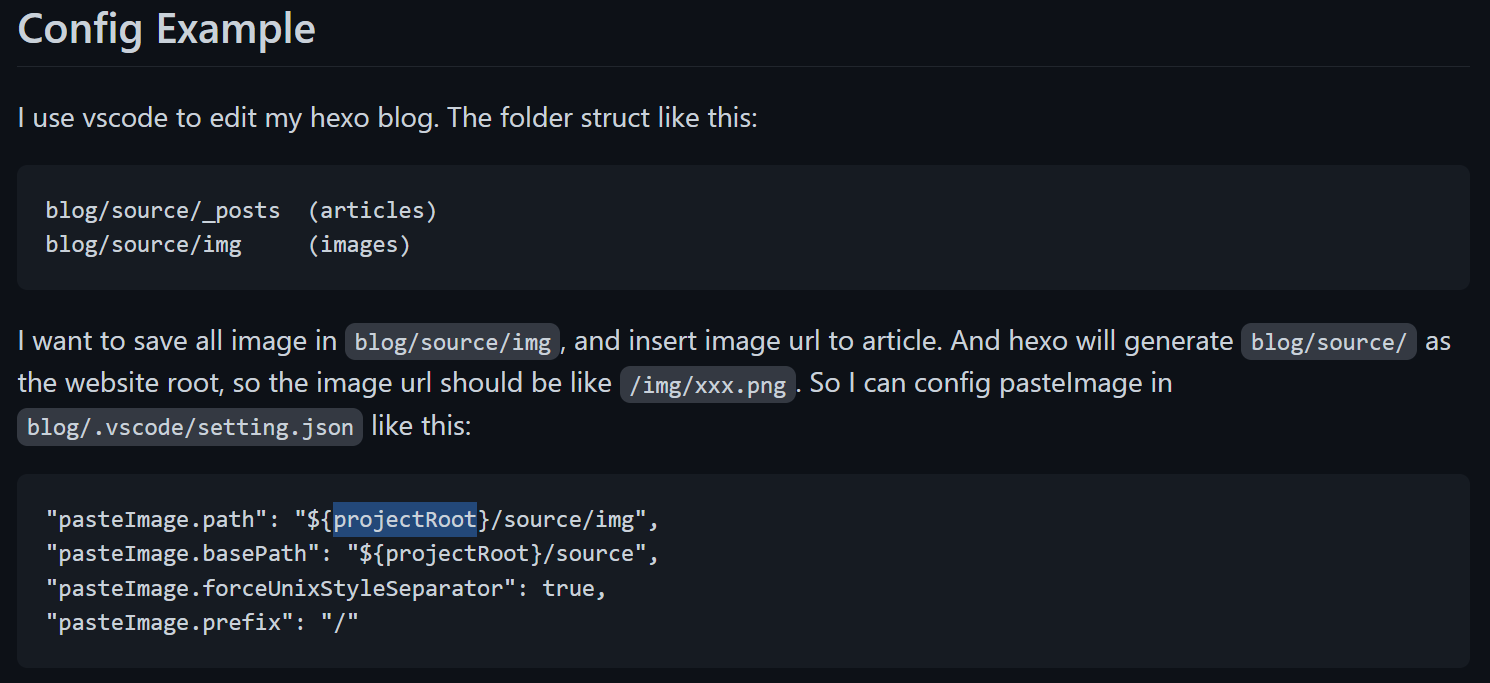 Config Example
I use vscode to edit my hexo blog. The folder struct like this:
blog/source/_posts  (articles)
blog/source/img     (images)
I want to save all image in blog/source/img, and insert image url to article. And hexo will generate blog/source/ as
the website root, so the image url should be like /img/xxx.png. So I can config pasteImage in
blog/.vscode/setting.json like this:
"pasteImage.path": "${projectRoot}/source/img",
"pasteImage.basePath": "${projectRoot}/source",
"pasteImage.forceUnixStyleSeparator": true,
"pasteImage.prefix": "/"